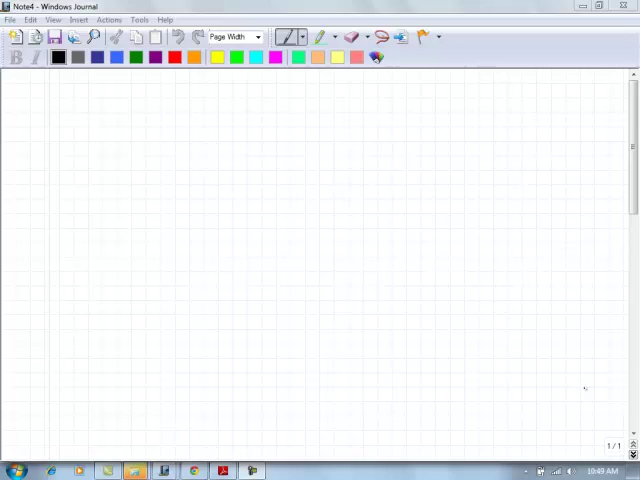 Note4 - Windows Journal
File Edit View Insert Actions Tools Help
Page Width
B I
1 / 1
10:49 AM